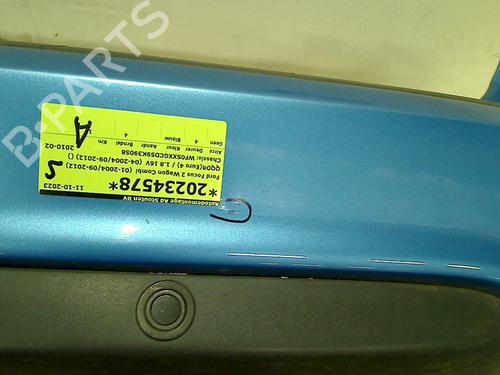 Autodemontage Ad Stouten BV
11-10-2023
*20234578*
Ford Focus 2 Wagon Combi (01-2004/09-2012)
QQDB(Euro 4) / 1.8 16V (04-2004/09-2012) ()
Chassis: WF0SXXGCDS9K39058
Airco Deuren Kleur Aandr Brndst Km
Geen 4 Blauw 4
2010-02
5
A
B-PARTS